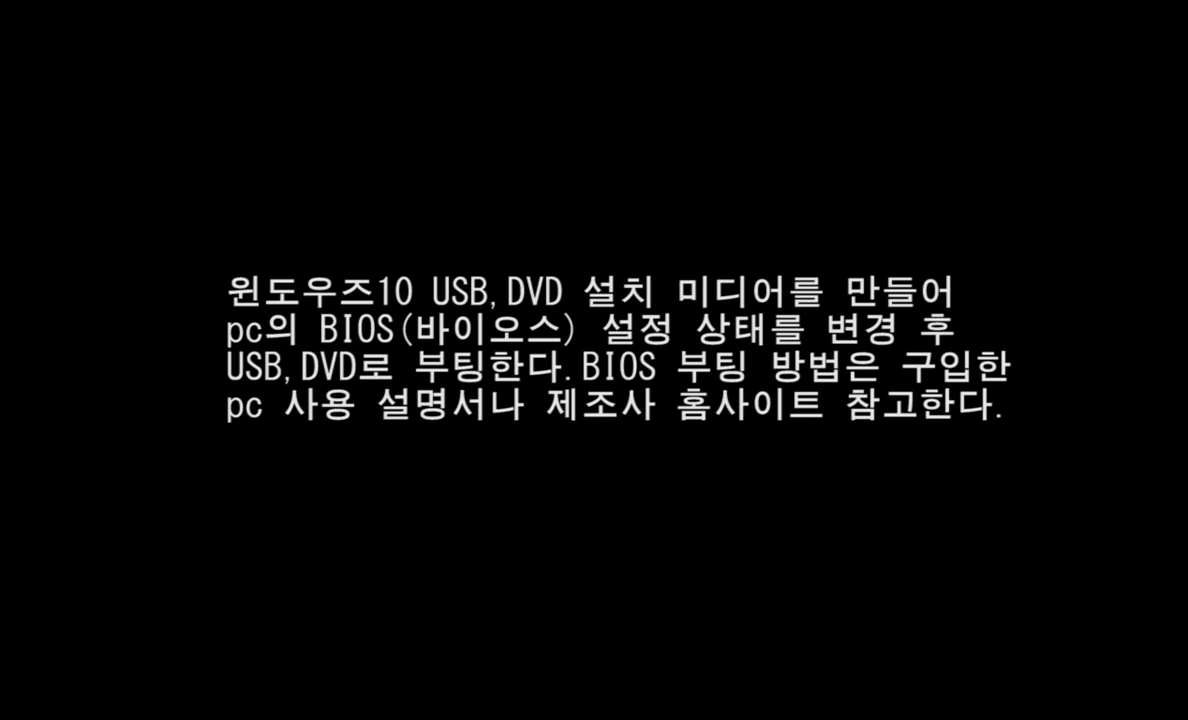 윈도우즈10 USB,DVD 설치 미디어를 만들어
pc의 BIOS(바이오스) 설정 상태를 변경 후
USB,DVD로 부팅한다.BIOS 부팅 방법은 구입한
pc 사용 설명서나 제조사 홈사이트 참고한다.